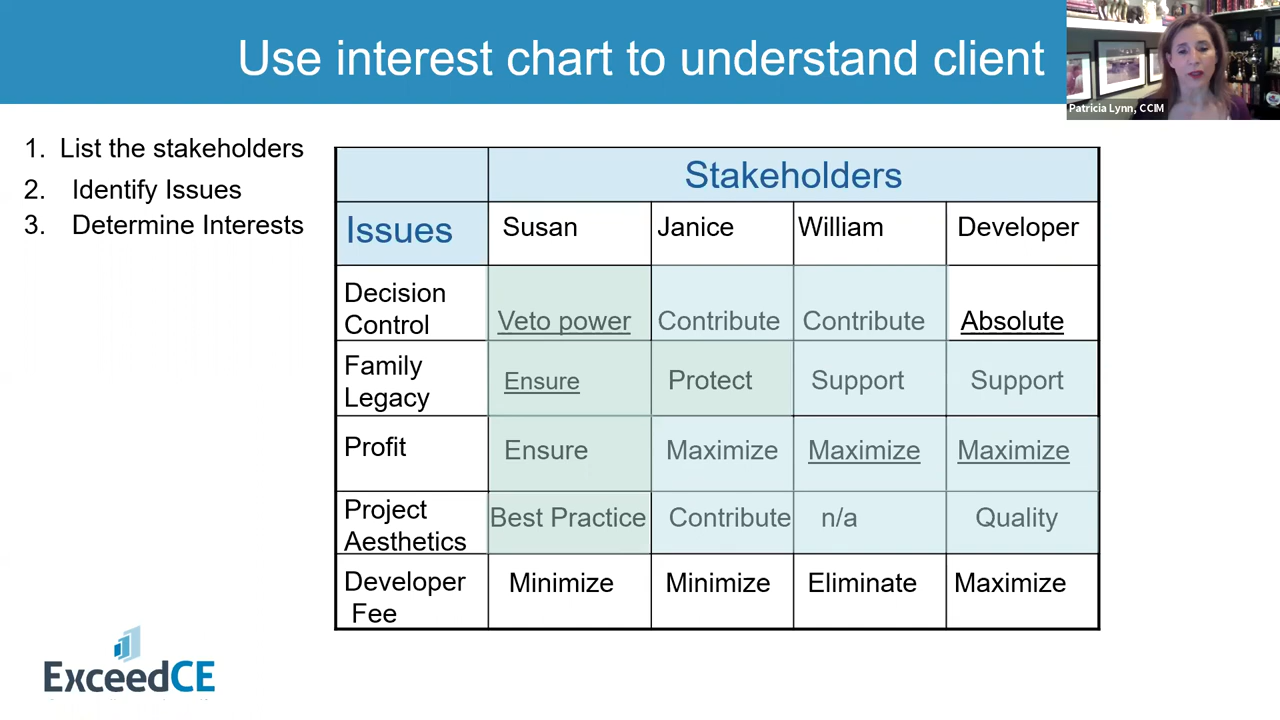 Use interest chart to understand client
Patricia Lynn, CCIM
1. List the stakeholders
2. Identify Issues
3. Determine Interests
Stakeholders
Issues Susan Janice William Developer
Decision
Control Veto power Contribute Contribute Absolute
Family
Legacy Ensure Protect Support Support
Profit Ensure Maximize Maximize Maximize
Project
Aesthetics Best Practice Contribute n/a Quality
Developer
Fee Minimize Minimize Eliminate Maximize
ExceedCE